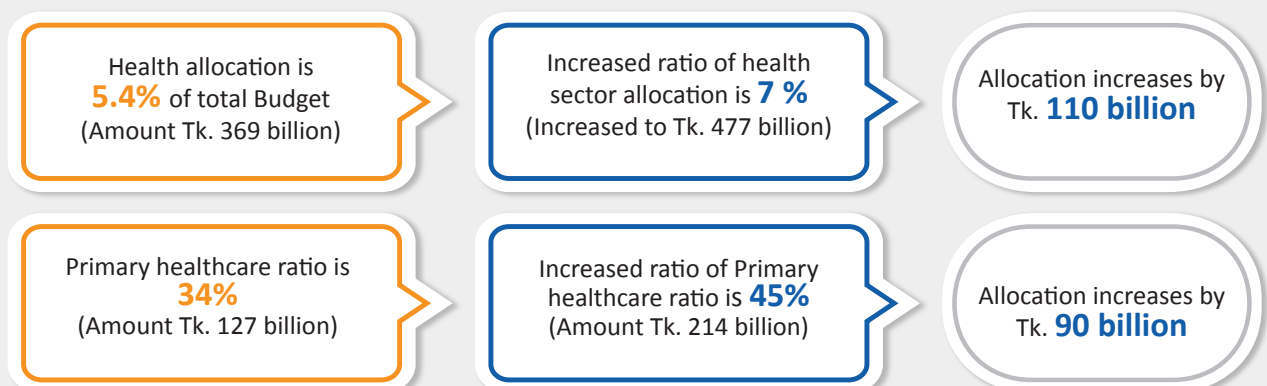 Health allocation is
5.4% of total Budget
(Amount Tk. 369 billion)
Increased ratio of health
sector allocation is 7 %
(Increased to Tk. 477 billion)
Allocation increases by
Tk. 110 billion
Primary healthcare ratio is
34%
(Amount Tk. 127 billion)
Increased ratio of Primary
healthcare ratio is 45%
(Amount Tk. 214 billion)
Allocation increases by
Tk. 90 billion